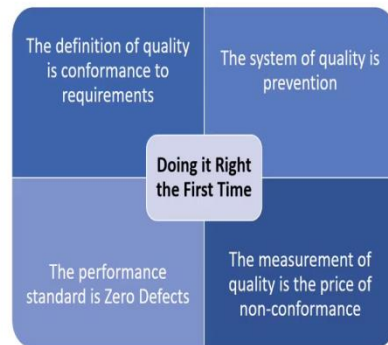 The definition of quality
is conformance to
requirements
The system of quality is
prevention
Doing it Right
the First Time
The performance
standard is Zero Defects
The measurement of
quality is the price of
non-conformance